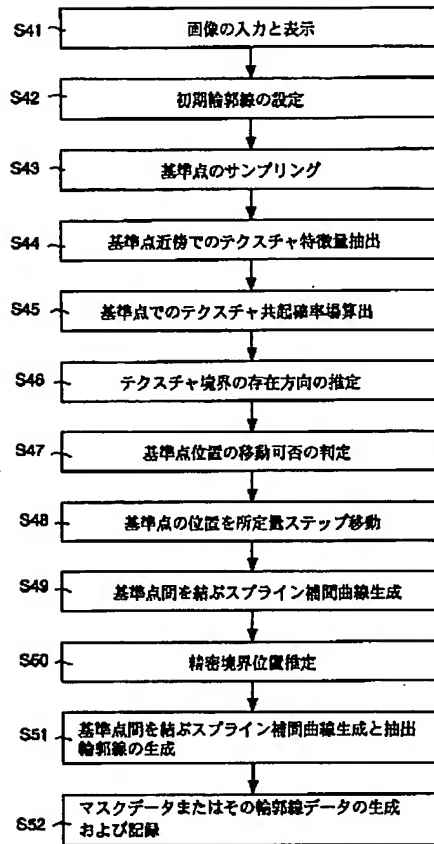 S41 画像の入力と表示
S42 初期輪郭線の設定
S43 基準点のサンプリング
S44 基準点近傍でのテクスチャ特徴量抽出
S45 基準点でのテクスチャ共起確率場算出
S46 テクスチャ境界の存在方向の推定
S47 基準点位置の移動可否の判定
S48 基準点の位置を所定量ステップ移動
S49 基準点間を結ぶスプライン補間曲線生成
S50 精密境界位置推定
S51 基準点間を結ぶスプライン補間曲線生成と抽出
輪郭線の生成
S52 マスクデータまたはその輪郭線データの生成
および記録